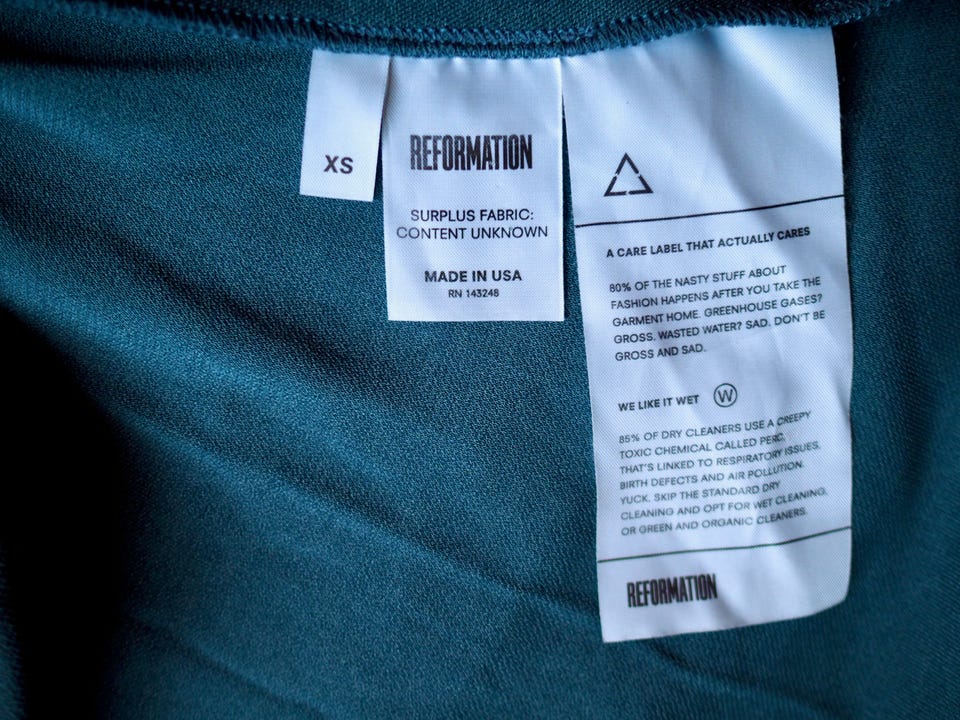 XS
REFORMATION
SURPLUS FABRIC:
CONTENT UNKNOWN
MADE IN USA
RN 143248
A CARE LABEL THAT ACTUALLY CARES
80% OF THE NASTY STUFF ABOUT
FASHION HAPPENS AFTER YOU TAKE THE
GARMENT HOME. GREENHOUSE GASES?
GROSS. WASTED WATER? SAD. DON'T BE
GROSS AND SAD.
WE LIKE IT WET W
85% OF DRY CLEANERS USE A CREEPY
TOXIC CHEMICAL CALLED PERC,
THAT'S LINKED TO RESPIRATORY ISSUES,
BIRTH DEFECTS AND AIR POLLUTION.
YUCK. SKIP THE STANDARD DRY
CLEANING AND OPT FOR WET CLEANING,
OR GREEN AND ORGANIC CLEANERS.
REFORMATION